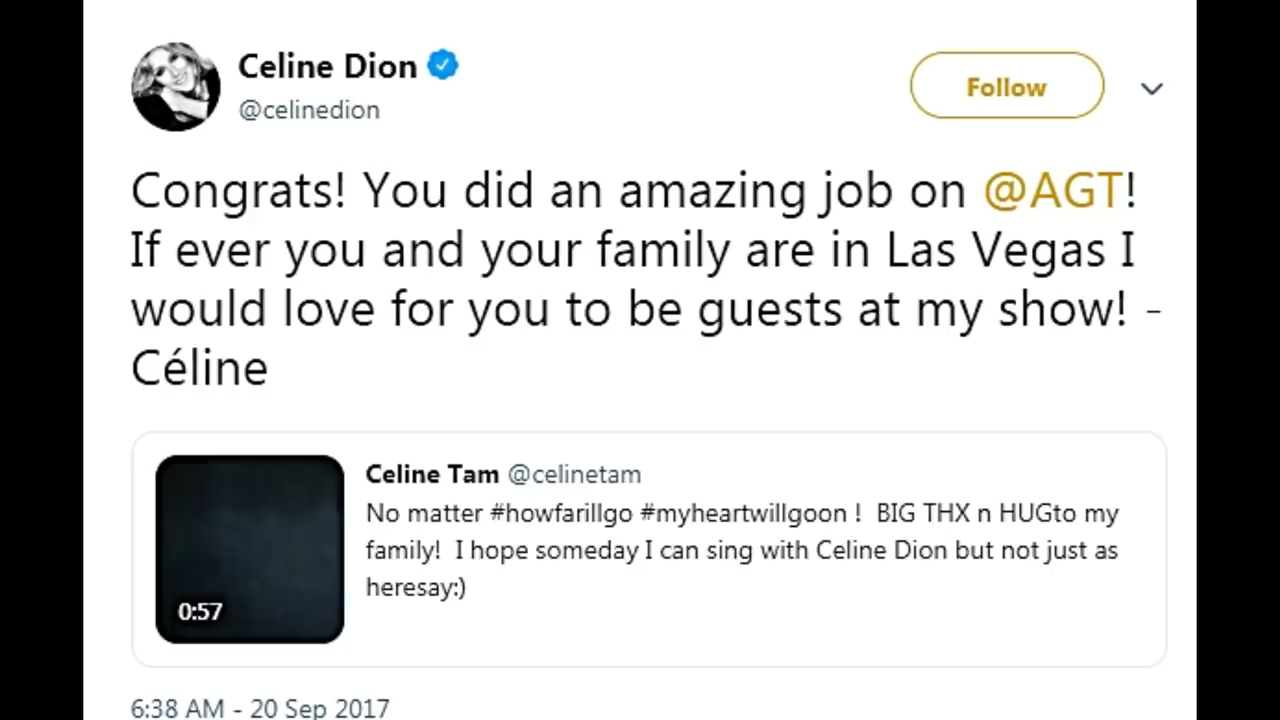 Celine Dion
@celinedion
Follow
Congrats! You did an amazing job on @AGT!
If ever you and your family are in Las Vegas I
would love for you to be guests at my show! -
Céline
Celine Tam @celinetam
No matter #howfarillgo #myheartwillgoon !  BIG THX n HUGto my
family!  I hope someday I can sing with Celine Dion but not just as
heresay:)
0:57
6:38 AM - 20 Sep 2017